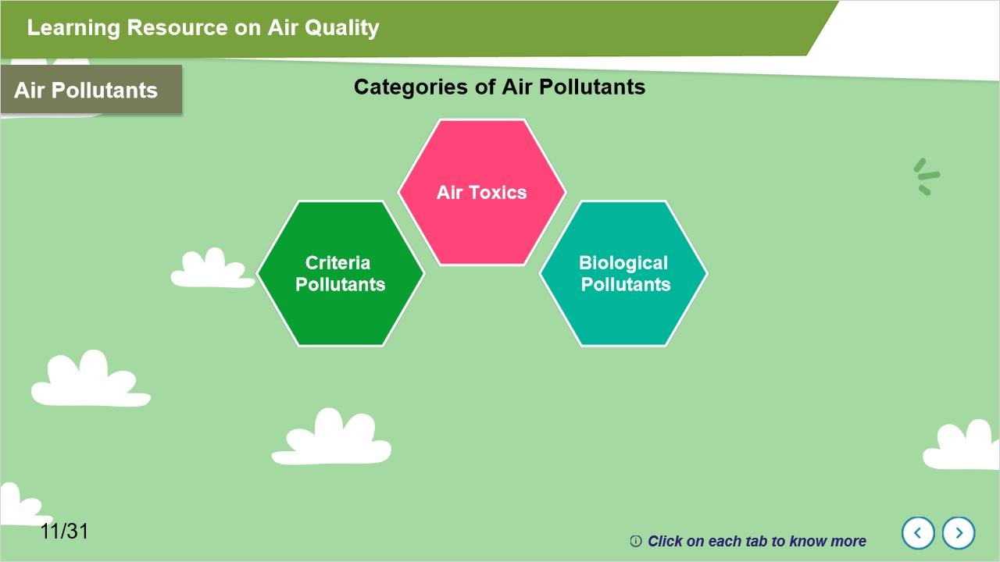 Learning Resource on Air Quality
Air Pollutants
Categories of Air Pollutants
Air Toxics
Criteria
Pollutants
Biological
Pollutants
11/31
Click on each tab to know more